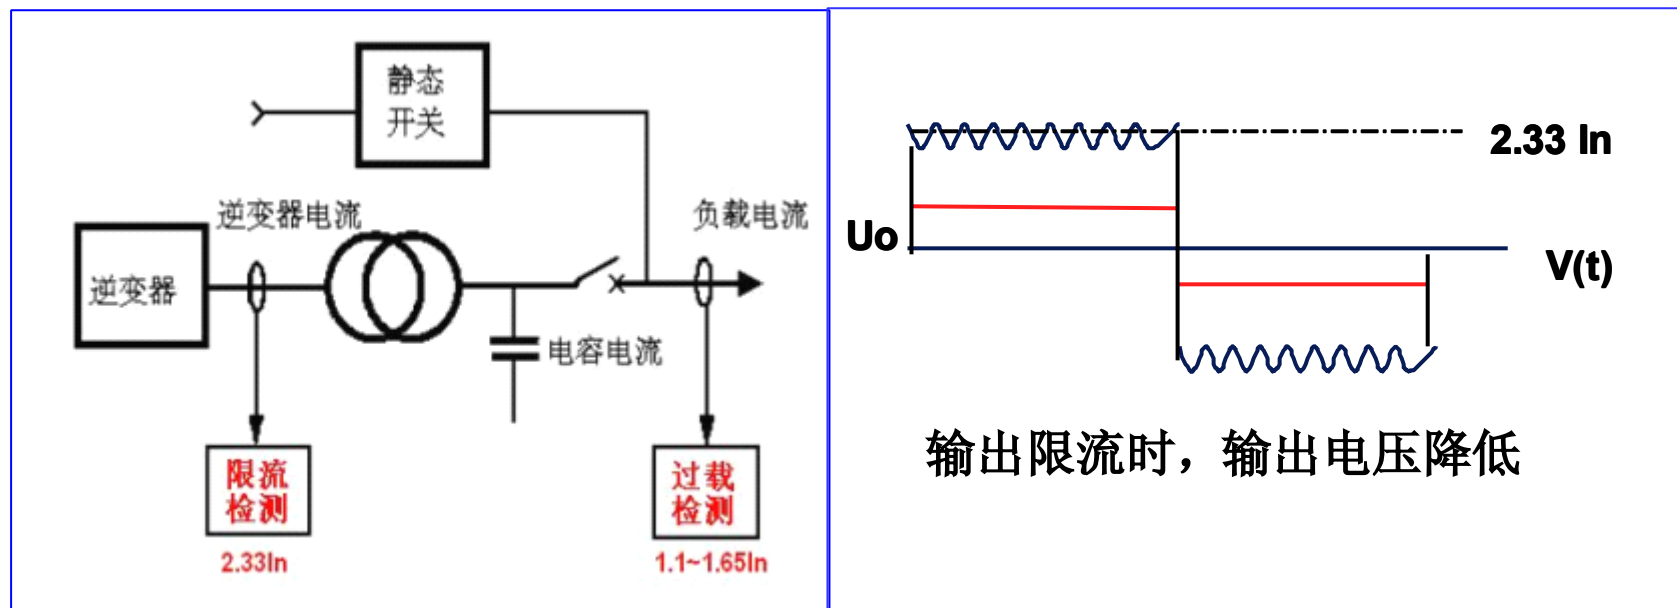 静态
开关
逆变器电流
负载电流
逆变器
电容电流
限流
检测
2.33In
过载
检测
1.1~1.65In
2.33 In
Uo
V(t)
输出限流时，输出电压降低